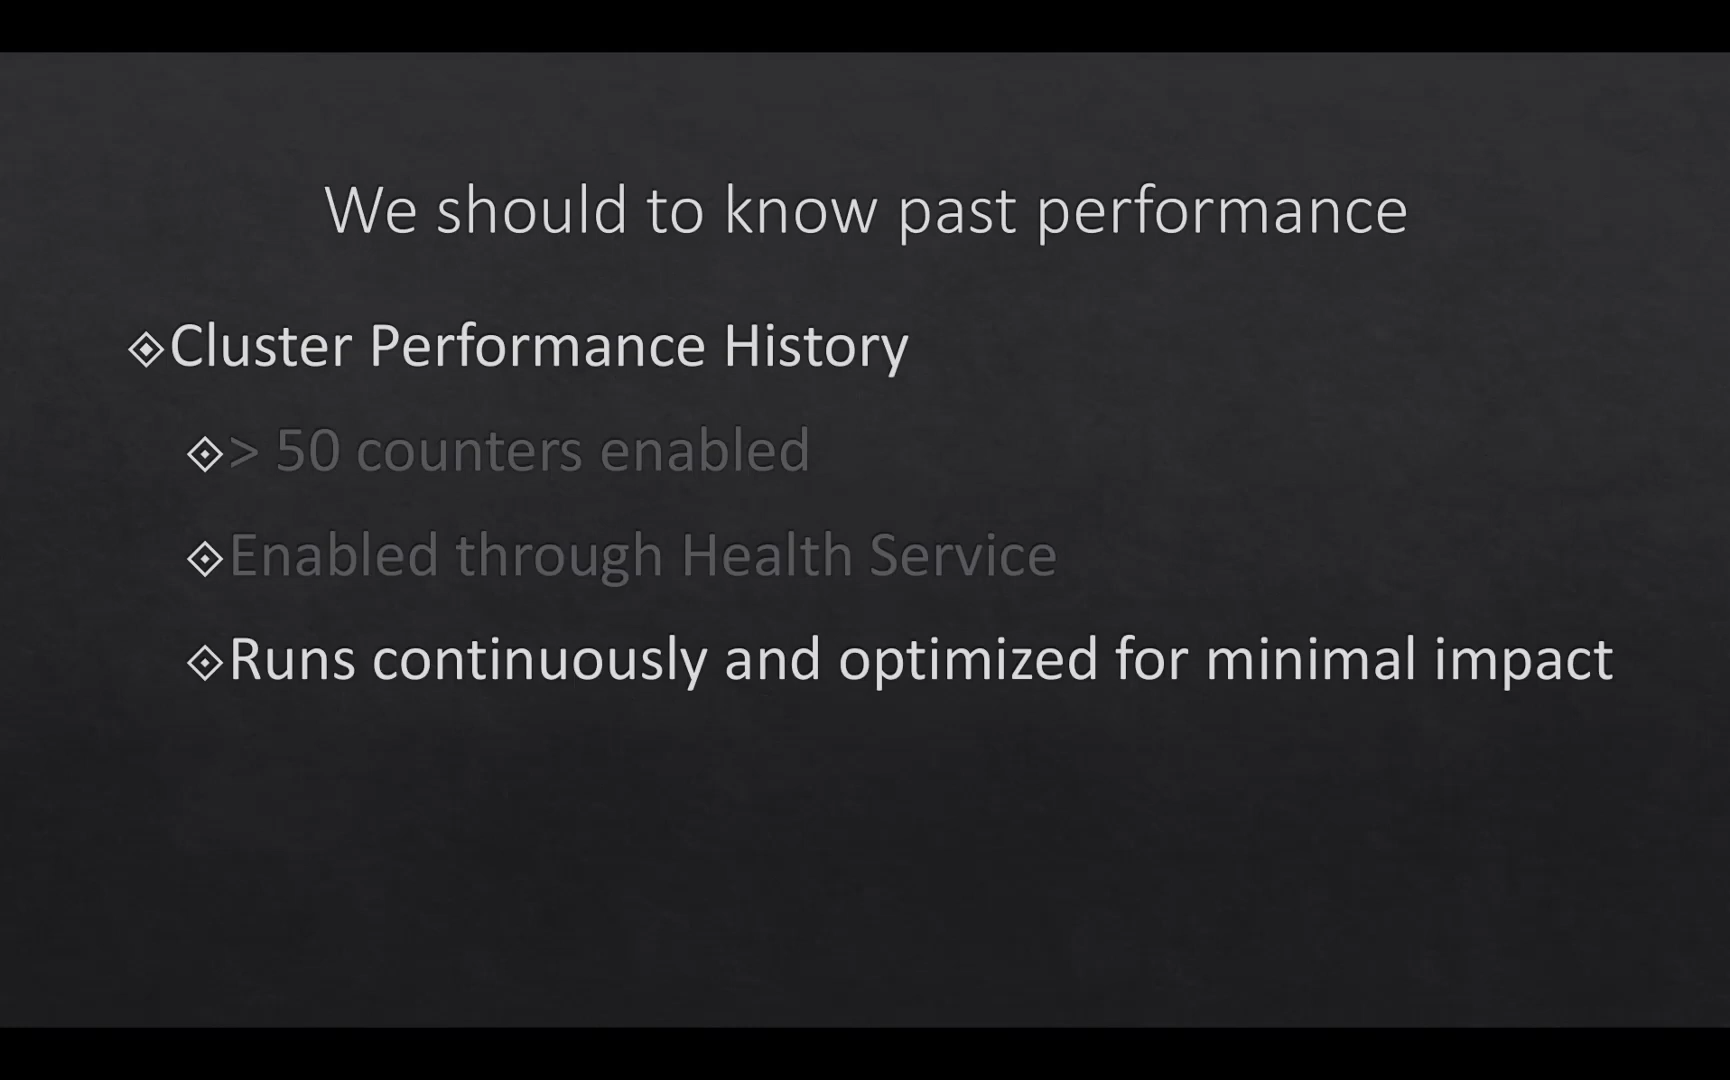 We should to know past performance
Cluster Performance History
> 50 counters enabled
Enabled through Health Service
Runs continuously and optimized for minimal impact